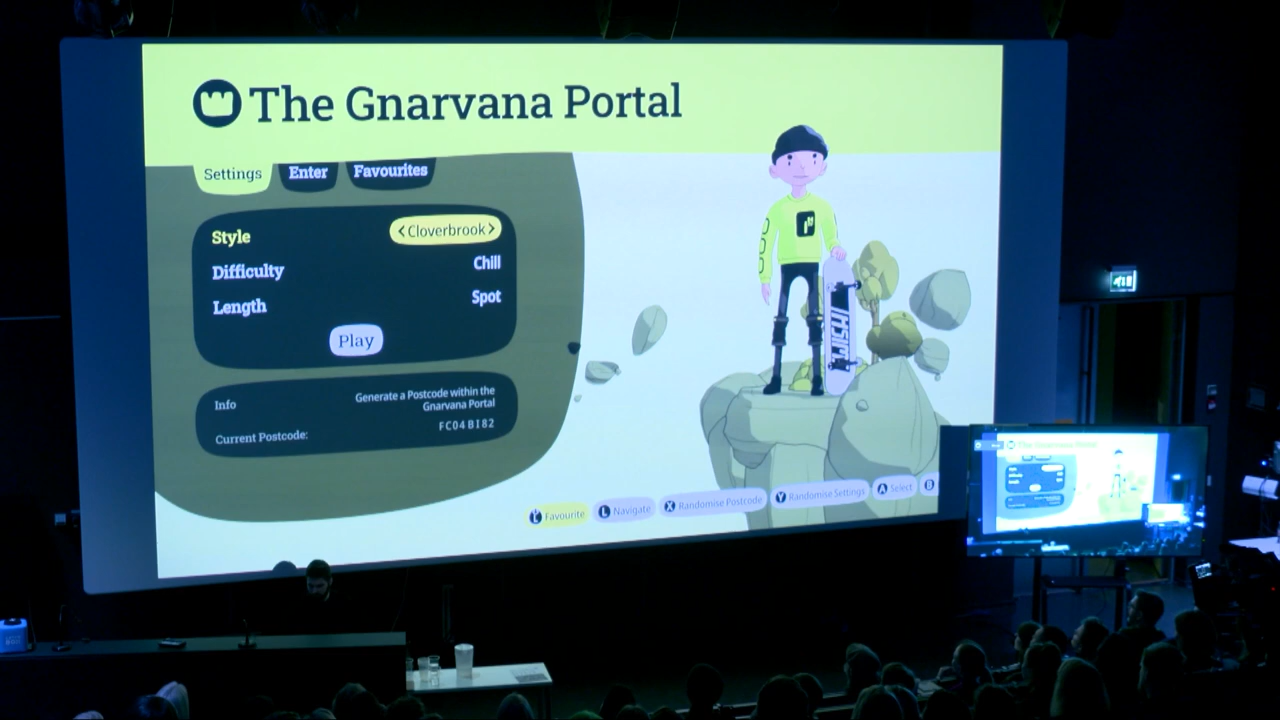 The Gnarvana Portal
Settings Enter Favourites
Style < Cloverbrook >
Difficulty Chill
Length Spot
Play
Info Generate a Postcode within the
Gnarvana Portal
Current Postcode: FC04BI82
Favourite L Navigate X Randomise Postcode Y Randomise Settings A Select B